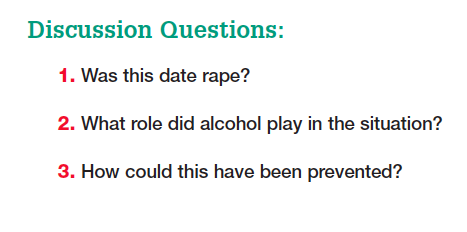 Discussion Questions:
1. Was this date rape?
2. What role did alcohol play in the situation?
3. How could this have been prevented?